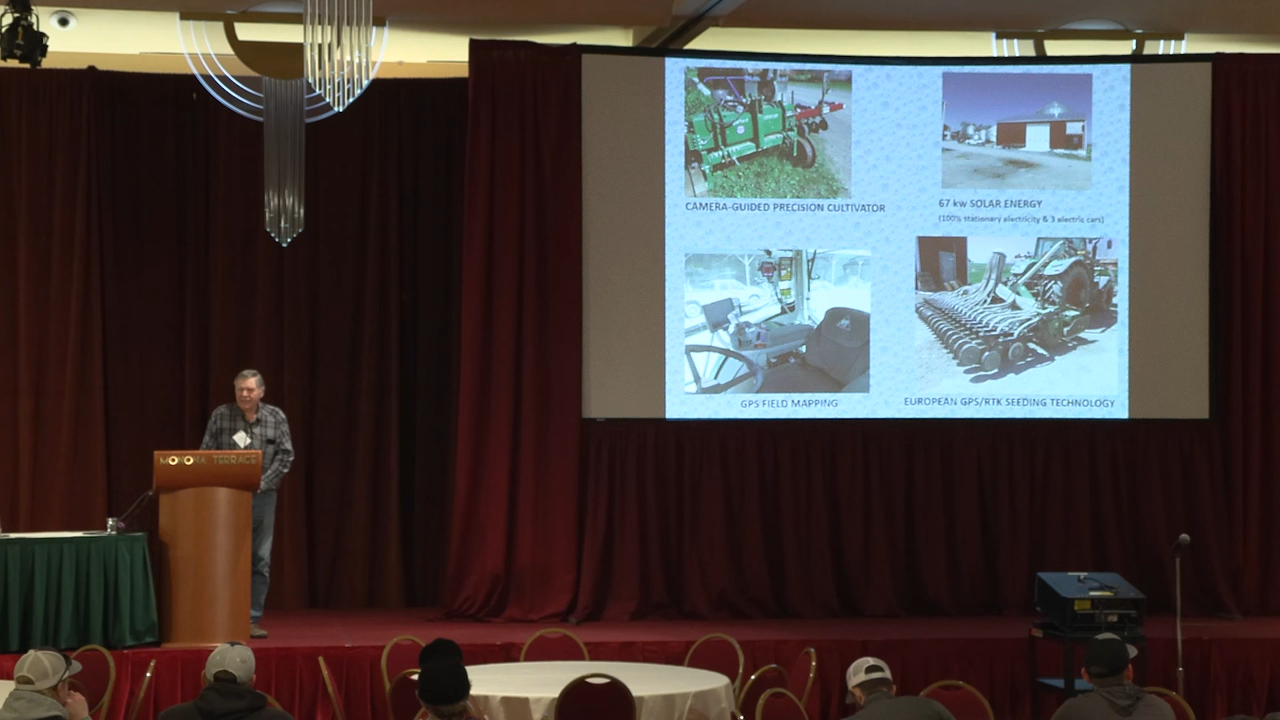 CAMERA-GUIDED PRECISION CULTIVATOR
67 kw SOLAR ENERGY
(100% stationary electricity & 3 electric cars)
GPS FIELD MAPPING
EUROPEAN GPS/RTK SEEDING TECHNOLOGY
MONONA TERRACE